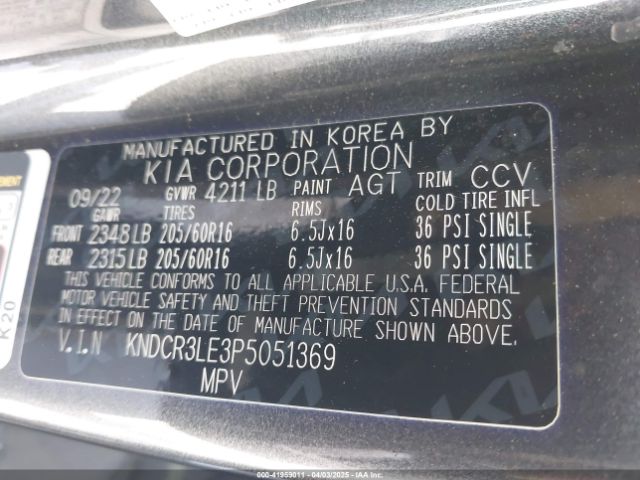 MANUFACTURED IN KOREA BY
KIA CORPORATION
09/22 GVWR 4211 LB PAINT AGT TRIM CCV
GAWR TIRES RIMS COLD TIRE INFL
FRONT 2348 LB 205/60R16 6.5Jx16 36 PSI SINGLE
REAR 2315 LB 205/60R16 6.5Jx16 36 PSI SINGLE
THIS VEHICLE CONFORMS TO ALL APPLICABLE U.S.A. FEDERAL
MOTOR VEHICLE SAFETY AND THEFT PREVENTION STANDARDS
IN EFFECT ON THE DATE OF MANUFACTURE SHOWN ABOVE.
V.I.N KNDCR3LE3P5051369
MPV
K20
000-41959011 - 04/03/2025 - IAA Holdings, LLC